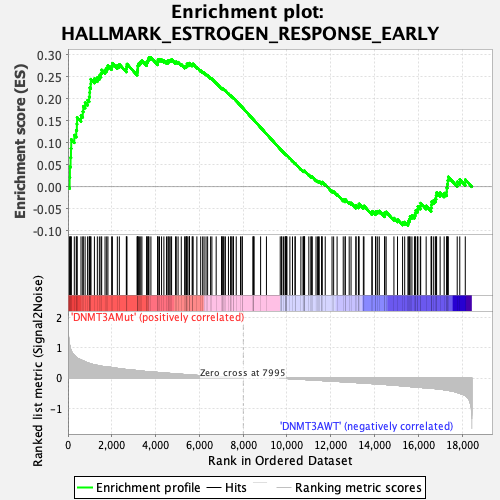 Enrichment plot:
HALLMARK_ESTROGEN_RESPONSE_EARLY
Enrichment score (ES)
0.30
0.25
0.20
0.15
0.10
0.05
0.00
-0.05
-0.10
Ranked list metric (Signal2Noise)
2
1
0
-1
'DNMT3AMut' (positively correlated)
Zero cross at 7995
'DNMT3AWT' (negatively correlated)
0
2,000
4,000
6,000
8,000
10,000
12,000
14,000
16,000
18,000
Rank in Ordered Dataset
Enrichment profile
Hits
Ranking metric scores